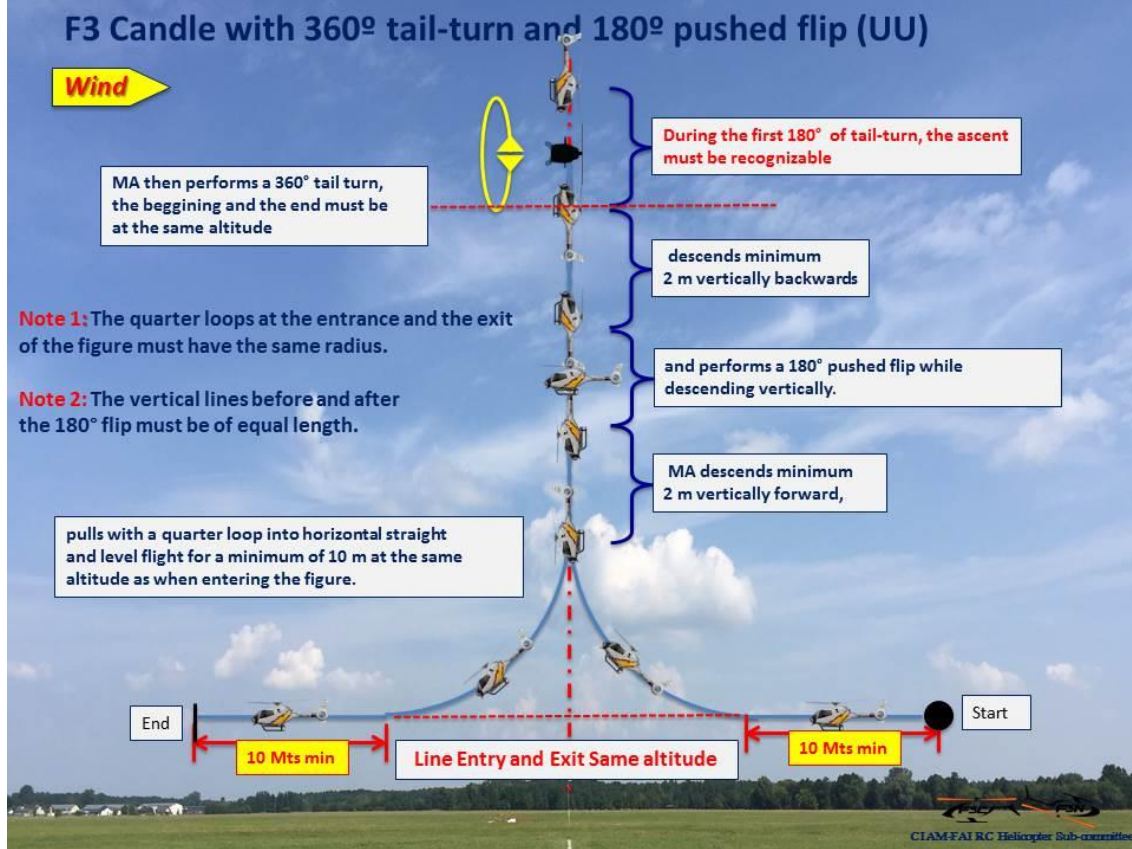 F3 Candle with 360º tail-turn and 180º pushed flip (UU)
Wind
During the first 180° of tail-turn, the ascent
must be recognizable
MA then performs a 360° tail turn,
the beggining and the end must be
at the same altitude
descends minimum
2 m vertically backwards
Note 1: The quarter loops at the entrance and the exit
of the figure must have the same radius.
and performs a 180° pushed flip while
descending vertically.
Note 2: The vertical lines before and after
the 180° flip must be of equal length.
MA descends minimum
2 m vertically forward,
pulls with a quarter loop into horizontal straight
and level flight for a minimum of 10 m at the same
altitude as when entering the figure.
End
Start
10 Mts min
Line Entry and Exit Same altitude
10 Mts min
F3C F3N
CIAM-FAI RC Helicopter Sub-committee